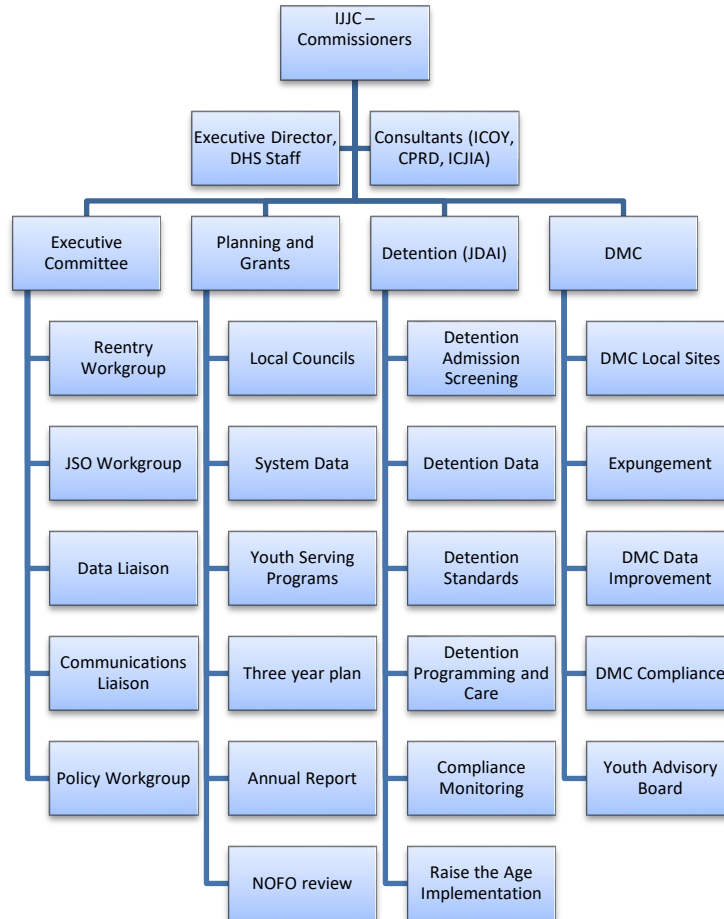 IJJC –
Commissioners
Executive Director,
DHS Staff
Consultants (ICOY,
CPRD, ICJIA)
Executive
Committee
Planning and
Grants
Detention (JDAI)
DMC
Reentry
Workgroup
JSO Workgroup
Data Liaison
Communications
Liaison
Policy Workgroup
Local Councils
System Data
Youth Serving
Programs
Three year plan
Annual Report
NOFO review
Detention
Admission
Screening
Detention Data
Detention
Standards
Detention
Programming and
Care
Compliance
Monitoring
Raise the Age
Implementation
DMC Local Sites
Expungement
DMC Data
Improvement
DMC Compliance
Youth Advisory
Board